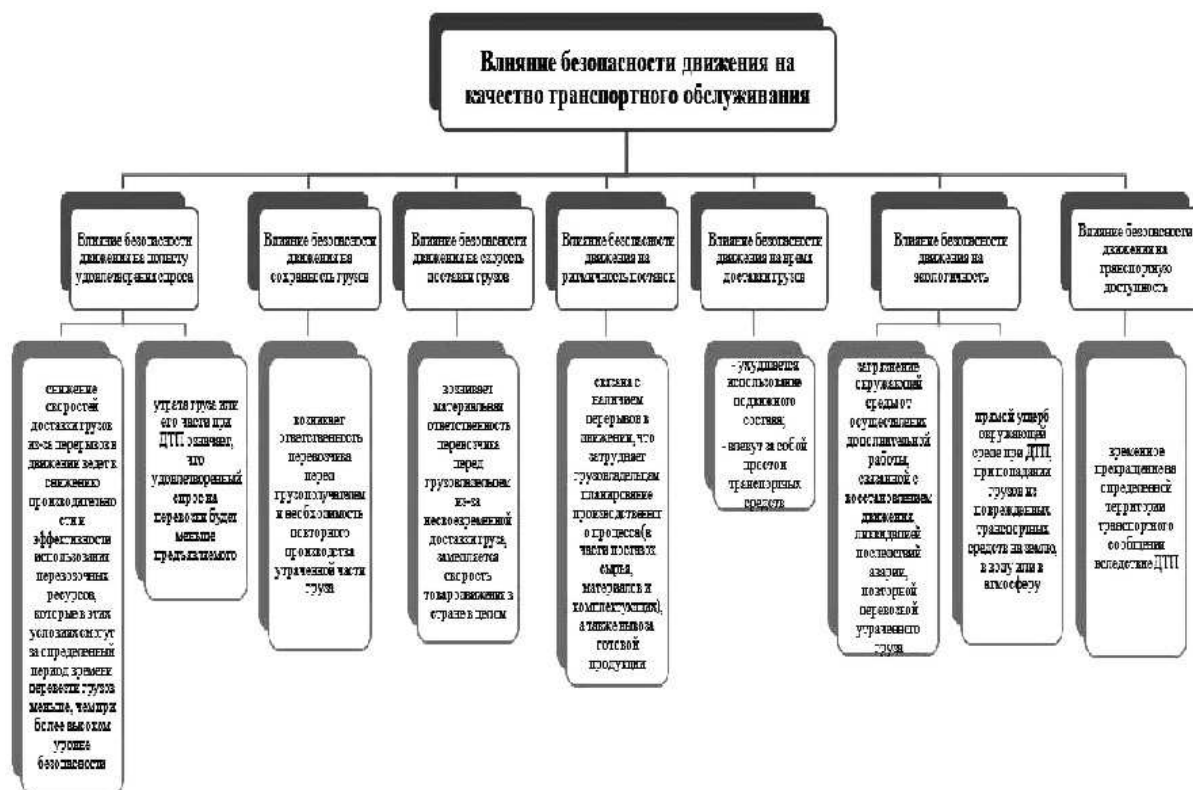 Влияние безопасности движения на
качество транспортного обслуживания
Влияние безопасности
движения на полноту
удовлетворения спроса
Влияние безопасности
движения на
сохранность грузов
Влияние безопасности
движения на скорость
доставки грузов
Влияние безопасности
движения на
ритмичность поставок
Влияние безопасности
движения на время
доставки грузов
Влияние безопасности
движения на
экологичность
Влияние безопасности
движения на
транспортную
доступность
снижение
скоростей
доставки грузов
из-за перерывов в
движении ведет к
снижению
производительно
сти и
эффективности
использования
перевозочных
ресурсов,
которые в этих
условиях могут
за определенный
период времени
перевезти грузов
меньше, чем при
более высоком
уровне
безопасности
утрата груза или
его части при
ДТП означает,
что
удовлетворенный
спрос на
перевозки будет
меньше
предъявляемого
возникает
ответственность
перевозчика
перед
грузополучателем
и необходимость
повторного
производства
утраченной части
груза
возникает
материальная
ответственность
перевозчика
перед
грузовладельцем
из-за
несвоевременной
доставки груза,
замедляется
скорость
товародвижения в
стране в целом
связана с
наличием
перерывов в
движении, что
затрудняет
грузовладельцам
планирование
производственног
о процесса (в
части поставок
сырья,
материалов и
комплектующих),
а также вывоза
готовой
продукции
- ухудшается
использование
подвижного
состава;
- влекут за собой
простои
транспортных
средств
загрязнение
окружающей
среды от
осуществления
дополнительной
работы,
связанной с
восстановлением
движения,
ликвидацией
последствий
аварии,
повторной
перевозкой
утраченного
груза
прямой ущерб
окружающей
среде при ДТП,
при попадании
грузов из
поврежденных
транспортных
средств на землю,
в воду или в
атмосферу
временное
прекращение на
определенной
территории
транспортного
сообщения
вследствие ДТП